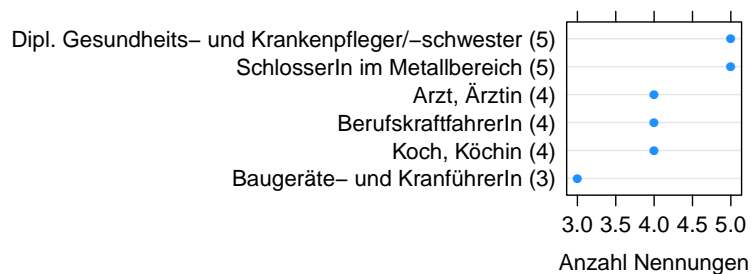 Dipl. Gesundheits− und Krankenpfleger/−schwester (5)
SchlosserIn im Metallbereich (5)
Arzt, Ärztin (4)
BerufskraftfahrerIn (4)
Koch, Köchin (4)
Baugeräte− und KranführerIn (3)
3.0 3.5 4.0 4.5 5.0
Anzahl Nennungen